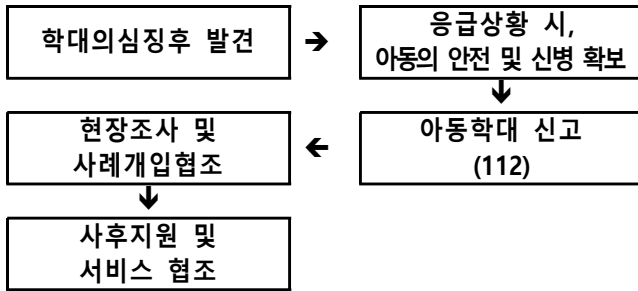 학대의심징후 발견
➔
응급상황 시,
아동의 안전 및 신병 확보
아동학대 신고
(112)
현장조사 및
사례개입협조
사후지원 및
서비스 협조